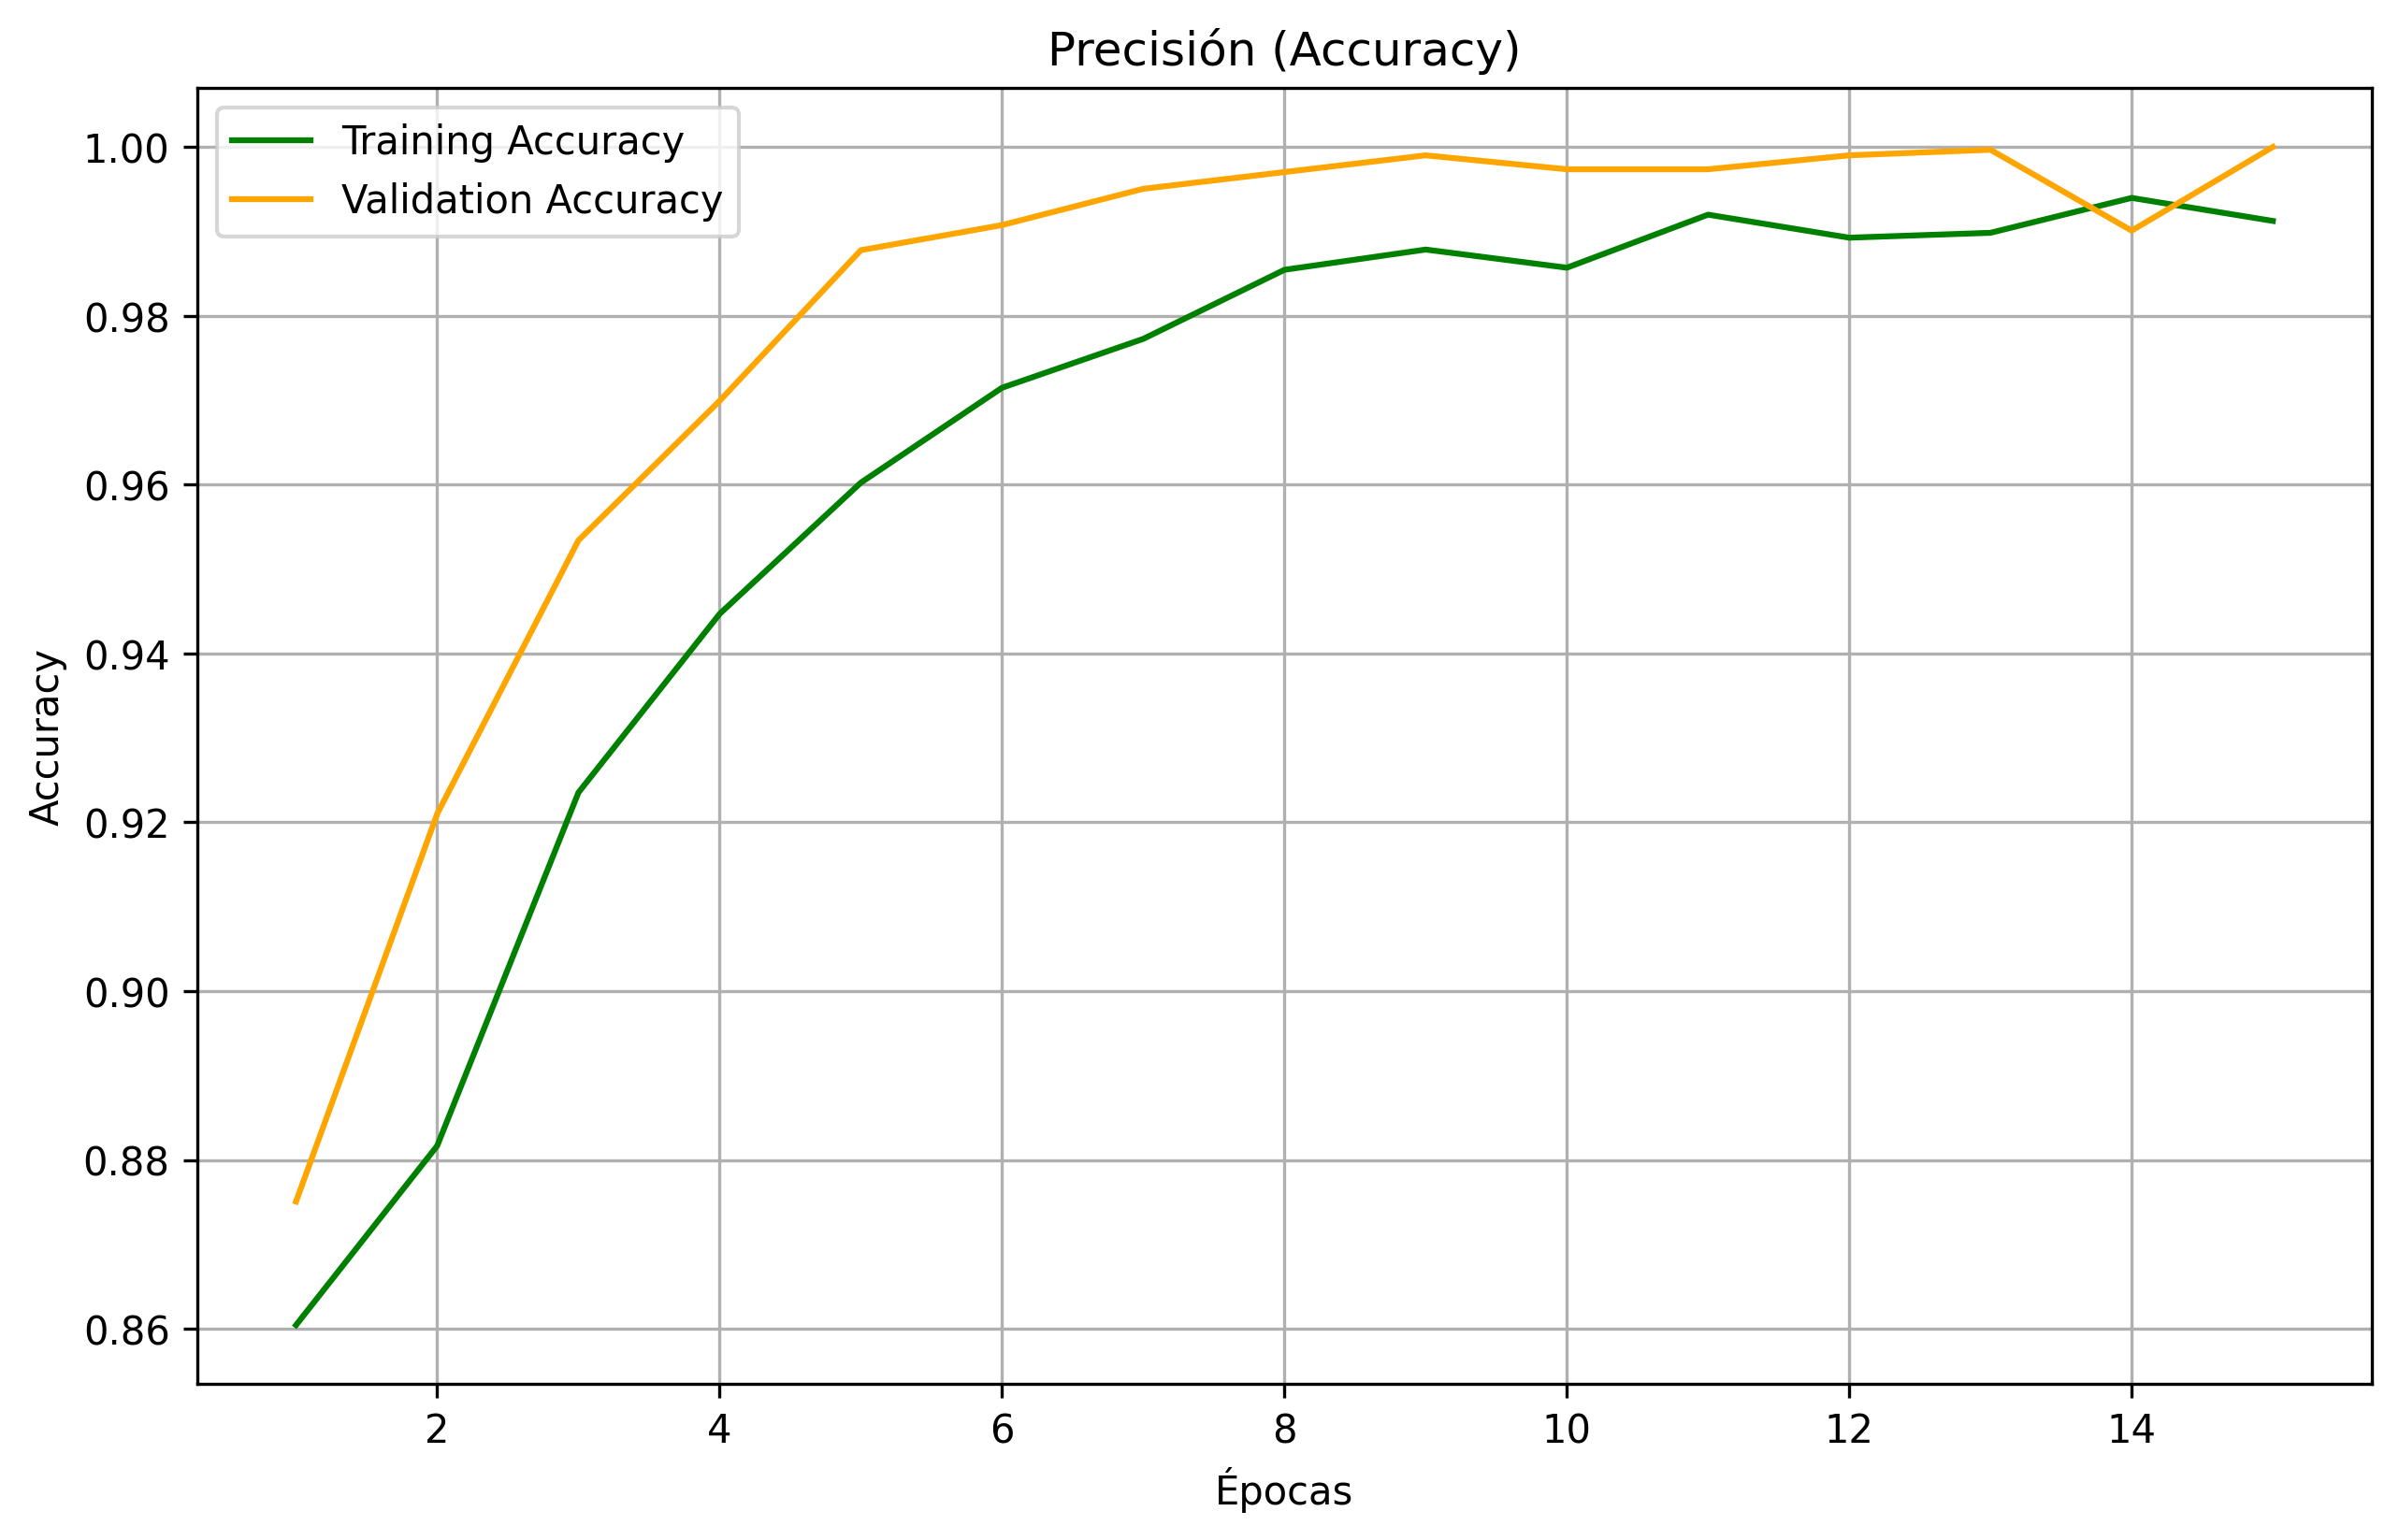 Precisión (Accuracy)
Training Accuracy
Validation Accuracy
1.00
0.98
0.96
0.94
0.92
0.90
0.88
0.86
Accuracy
2 4 6 8 10 12 14
Épocas